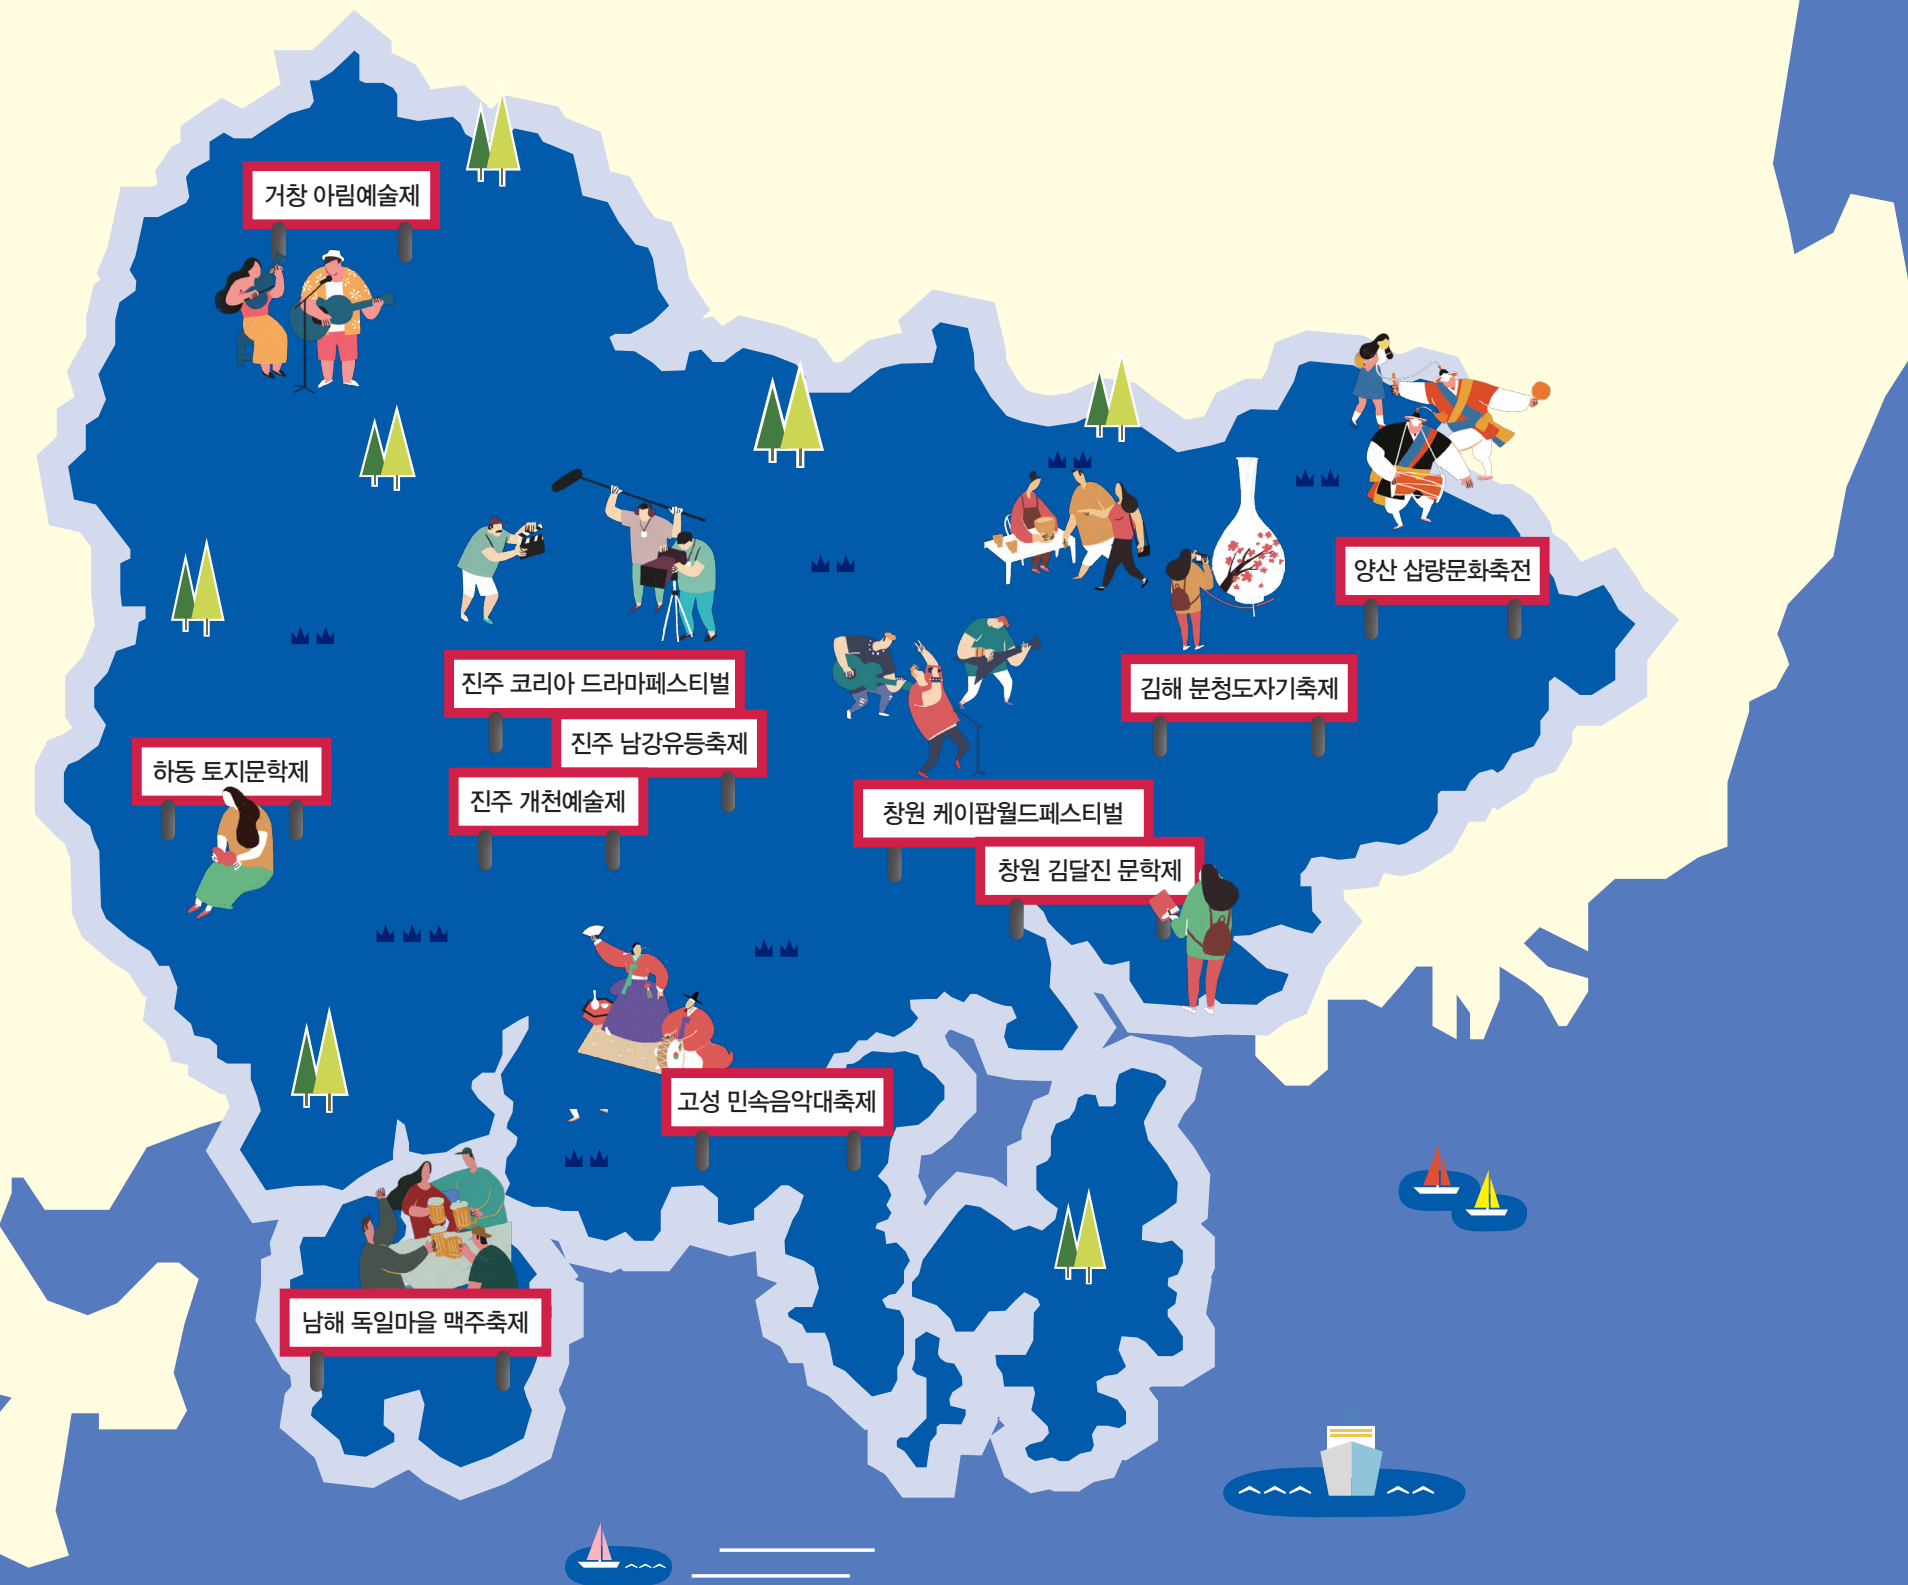 거창 아림예술제
양산 삽량문화축전
진주 코리아 드라마페스티벌
김해 분청도자기축제
진주 남강유등축제
하동 토지문학제
진주 개천예술제
창원 케이팝월드페스티벌
창원 김달진 문학제
고성 민속음악대축제
남해 독일마을 맥주축제